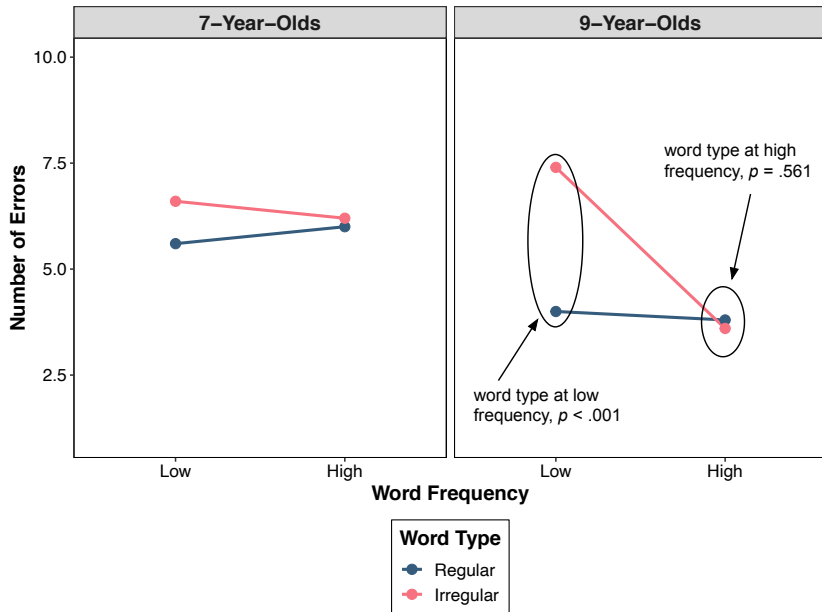 7−Year−Olds
9−Year−Olds
Number of Errors
10.0
7.5
5.0
2.5
word type at high
frequency, p = .561
word type at low
frequency, p < .001
Low
High
Low
High
Word Frequency
Word Type
Regular
Irregular